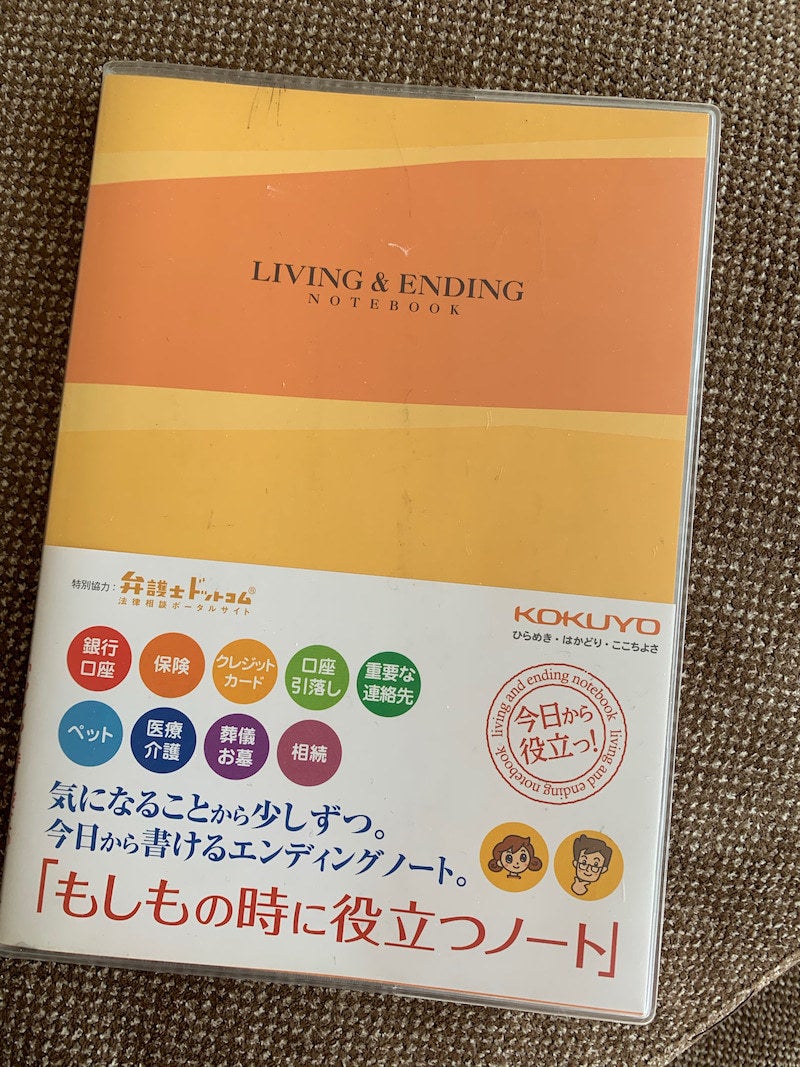 LIVING & ENDING
NOTEBOOK
特別協力：弁護士ドットコム®
法律相談ポータルサイト
KOKUYO
ひらめき・はかどり・ここちよさ
銀行
口座
保険
クレジット
カード
口座
引落し
重要な
連絡先
ペット
医療
介護
葬儀
お墓
相続
living and ending notebook living and ending notebook
今日から
役立つ!
気になることから少しずつ。
今日から書けるエンディングノート。
「もしもの時に役立つノート」